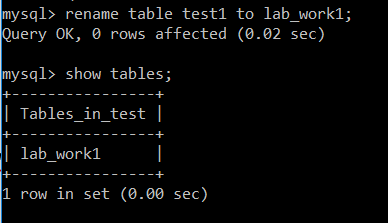 mysql> rename table test1 to lab_work1;
Query OK, 0 rows affected (0.02 sec)
mysql> show tables;
+----------------+
| Tables_in_test |
+----------------+
| lab_work1      |
+----------------+
1 row in set (0.00 sec)